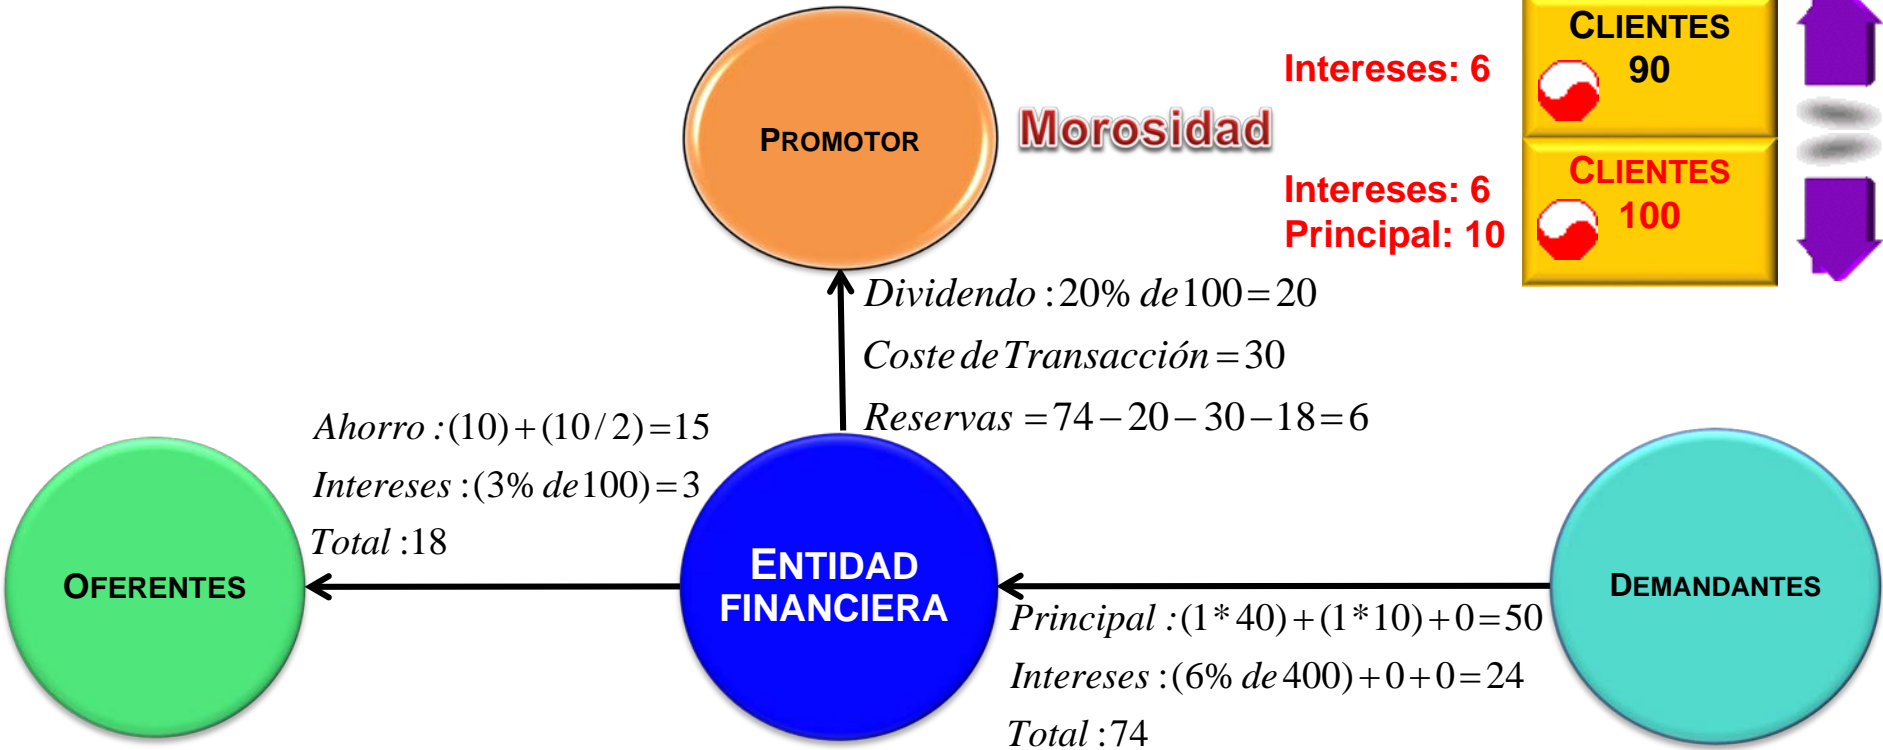 CLIENTES
90
Intereses: 6
PROMOTOR
Morosidad
CLIENTES
100
Intereses: 6
Principal: 10
Dividendo : 20% de 100 = 20
Coste de Transacción = 30
Reservas = 74 − 20 − 30 − 18 = 6
Ahorro : (10) + (10 / 2) = 15
Intereses : (3% de 100) = 3
Total : 18
OFERENTES
ENTIDAD
FINANCIERA
DEMANDANTES
Principal : (1 * 40) + (1 * 10) + 0 = 50
Intereses : (6% de 400) + 0 + 0 = 24
Total : 74